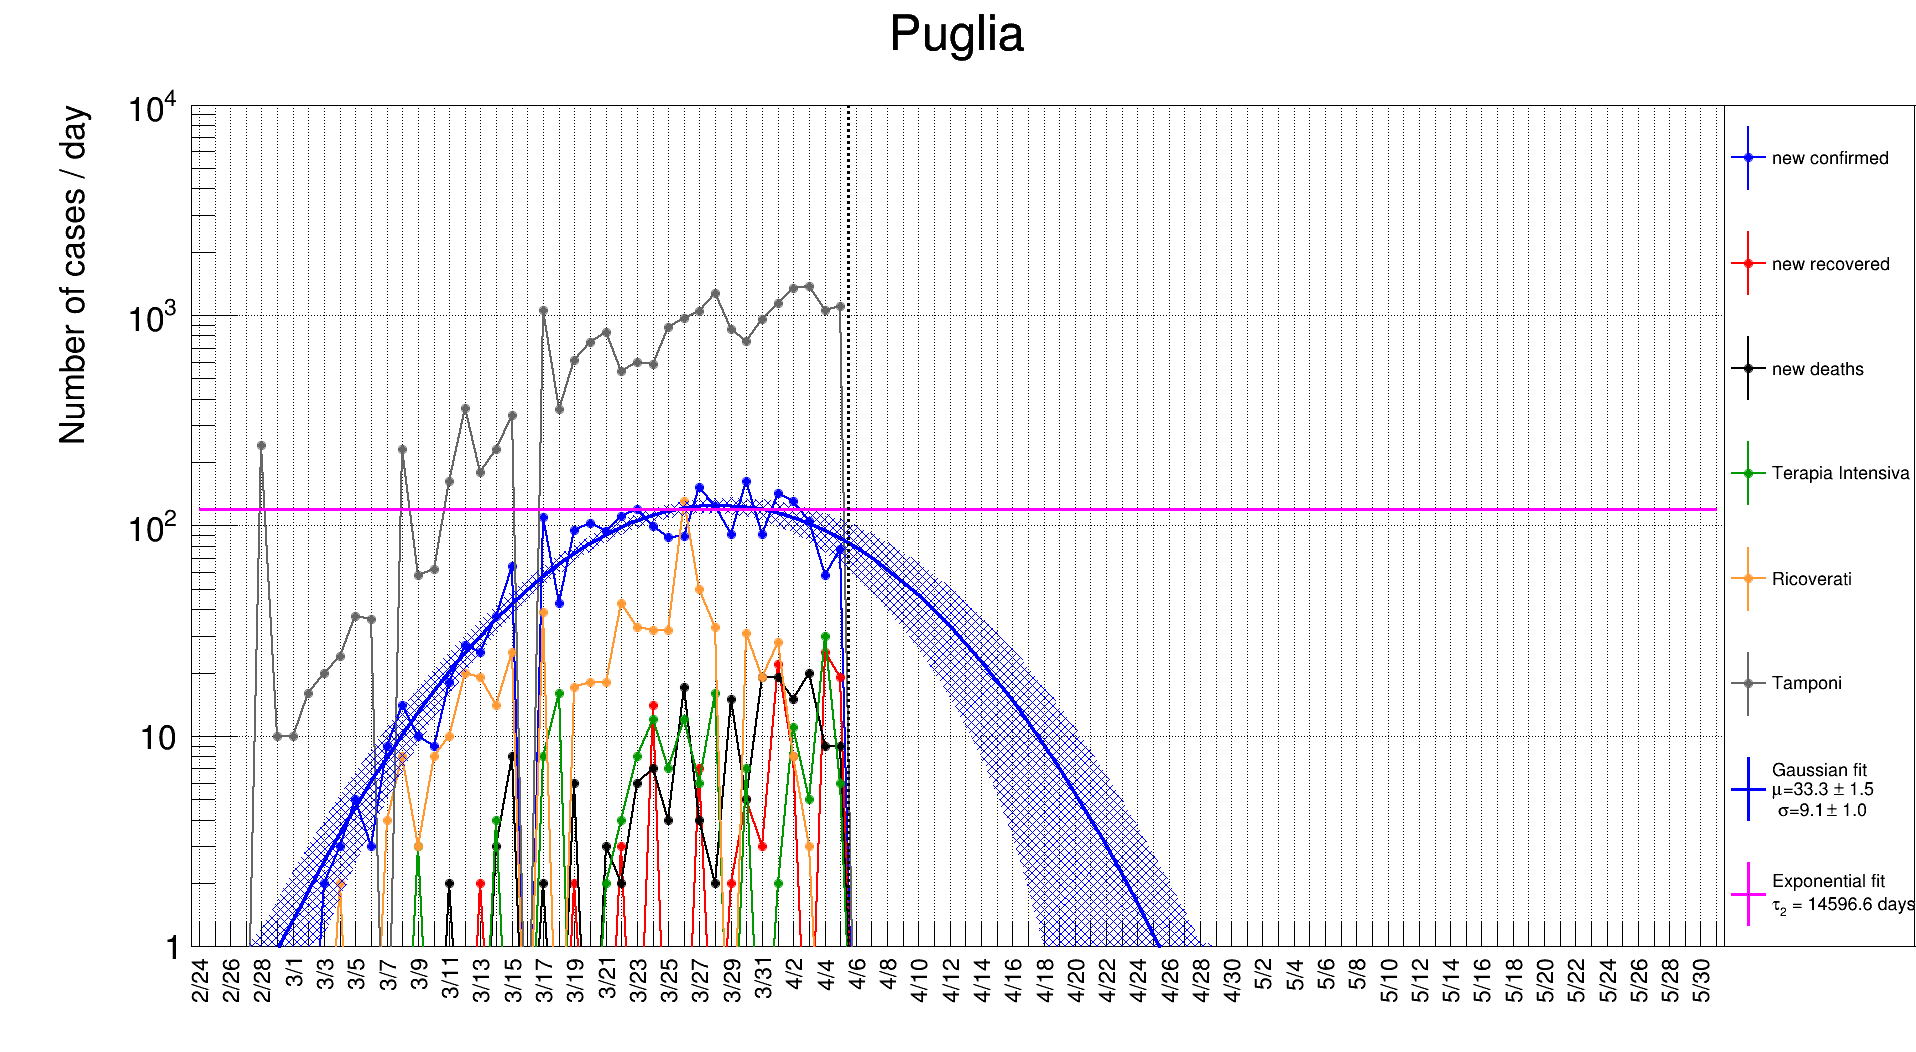 Puglia
Number of cases / day
10^4
10^3
10^2
10
1
2/24 2/26 2/28 3/1 3/3 3/5 3/7 3/9 3/11 3/13 3/15 3/17 3/19 3/21 3/23 3/25 3/27 3/29 3/31 4/2 4/4 4/6 4/8 4/10 4/12 4/14 4/16 4/18 4/20 4/22 4/24 4/26 4/28 4/30 5/2 5/4 5/6 5/8 5/10 5/12 5/14 5/16 5/18 5/20 5/22 5/24 5/26 5/28 5/30
new confirmed
new recovered
new deaths
Terapia Intensiva
Ricoverati
Tamponi
Gaussian fit
μ=33.3 ± 1.5
σ=9.1± 1.0
Exponential fit
τ₂ = 14596.6 days